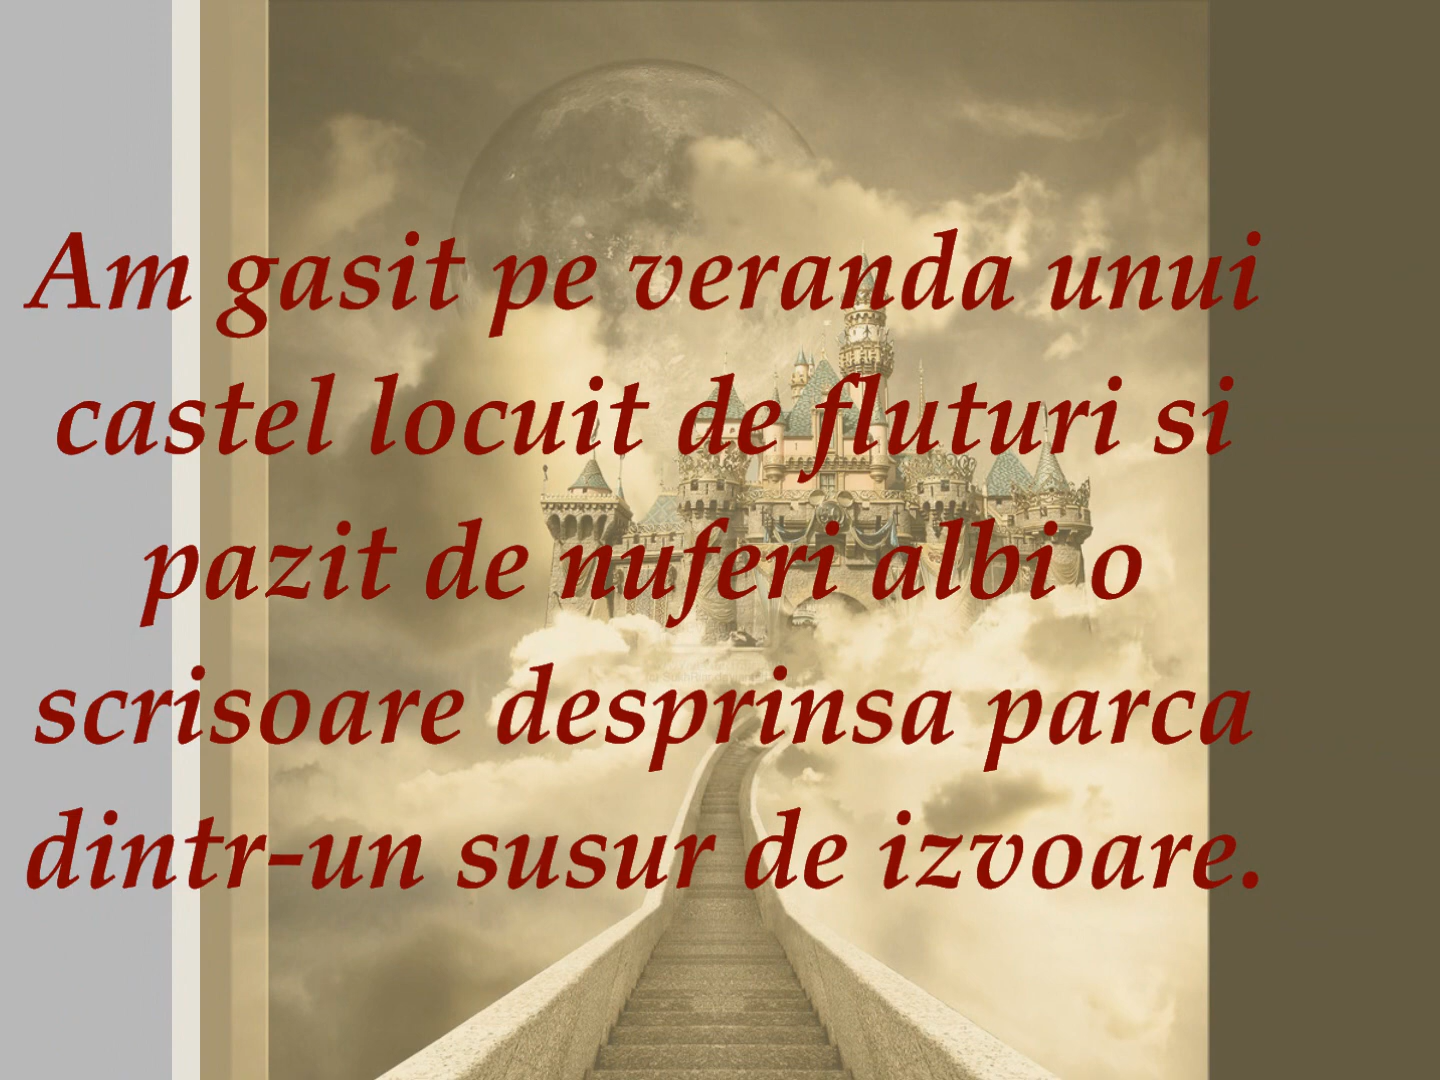 Am gasit pe veranda unui
castel locuit de fluturi si
pazit de nuferi albi o
scrisoare desprinsa parca
dintr-un susur de izvoare.